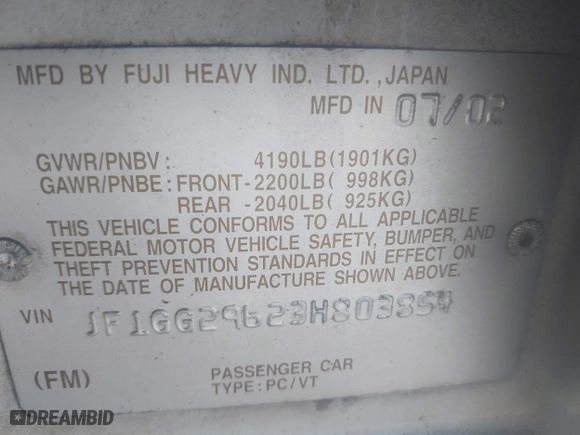 MFD BY FUJI HEAVY IND. LTD., JAPAN
MFD IN 07/02
GVWR/PNBV: 4190LB(1901KG)
GAWR/PNBE: FRONT-2200LB( 998KG)
REAR -2040LB( 925KG)
THIS VEHICLE CONFORMS TO ALL APPLICABLE
FEDERAL MOTOR VEHICLE SAFETY, BUMPER, AND
THEFT PREVENTION STANDARDS IN EFFECT ON
THE DATE OF MANUFACTURE SHOWN ABOVE.
VIN JF1GG29623H803854
(FM) PASSENGER CAR
TYPE: PC/VT
DREAMBID